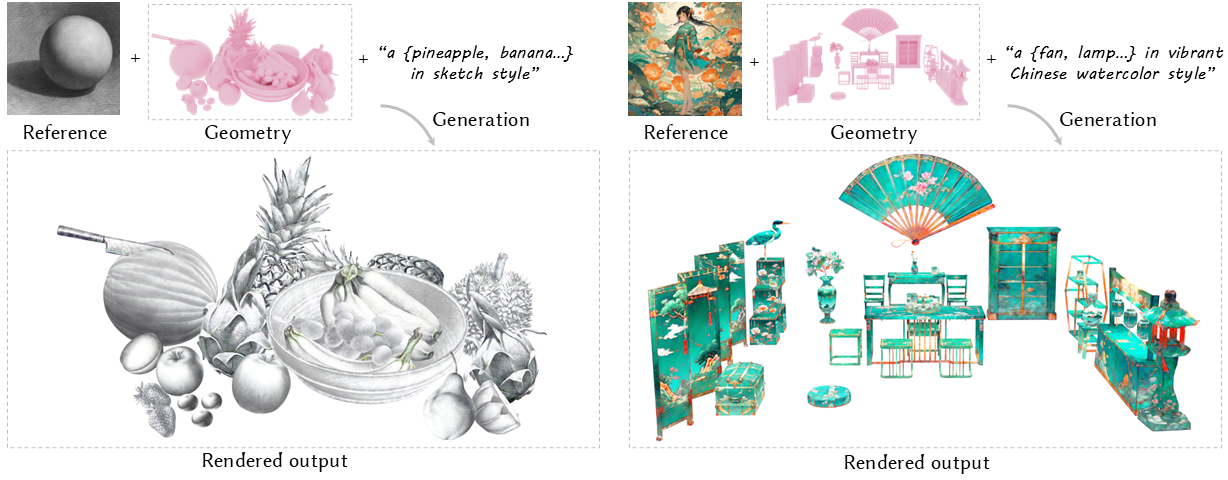 +
+
“a {pineapple, banana...}
in sketch style”
Reference
Geometry
Generation
Rendered output
+
+
“a {fan, lamp...} in vibrant
Chinese watercolor style”
Reference
Geometry
Generation
Rendered output